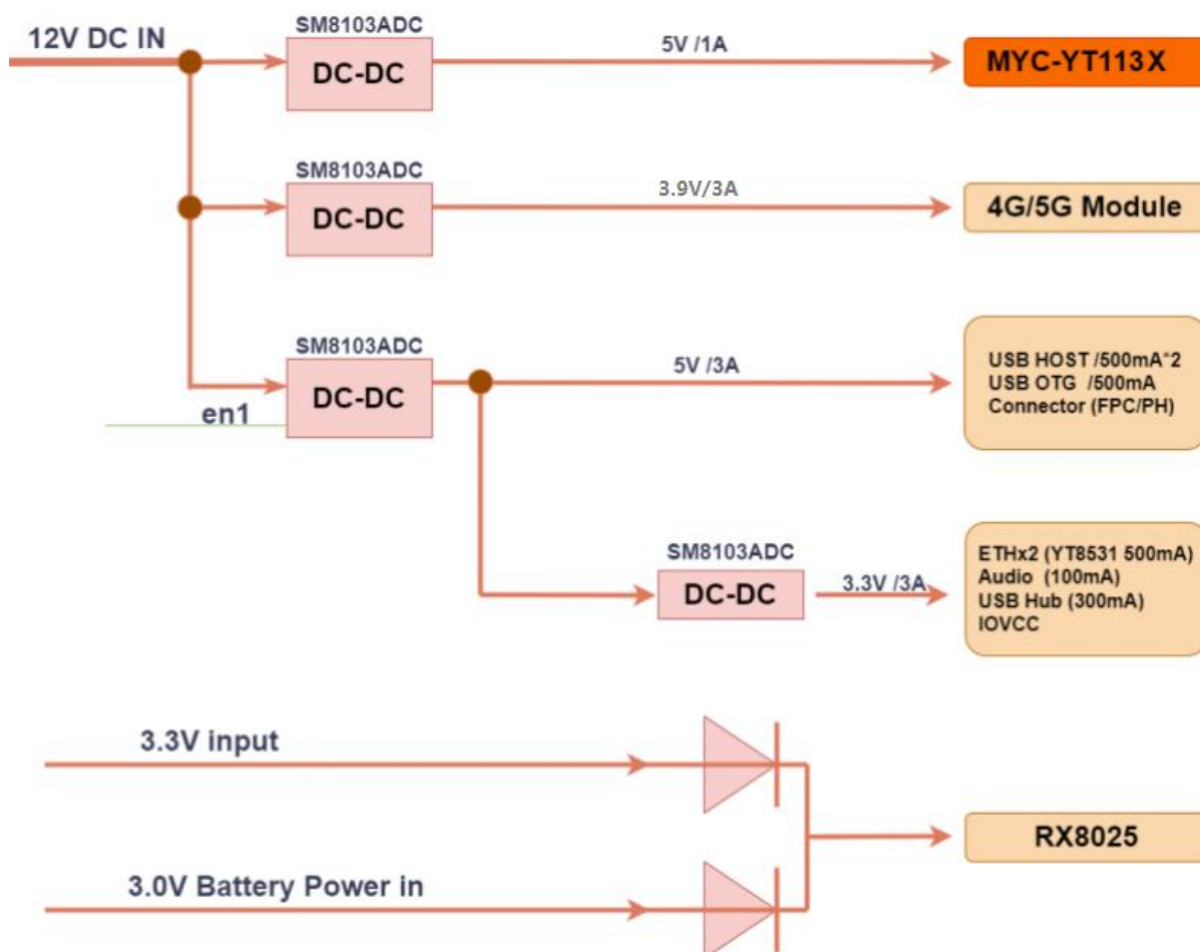 12V DC IN
SM8103ADC
DC-DC
5V /1A
MYC-YT113X
SM8103ADC
DC-DC
3.9V/3A
4G/5G Module
SM8103ADC
DC-DC
en1
5V /3A
USB HOST /500mA*2
USB OTG /500mA
Connector (FPC/PH)
SM8103ADC
DC-DC
3.3V /3A
ETHx2 (YT8531 500mA)
Audio (100mA)
USB Hub (300mA)
IOVCC
3.3V input
3.0V Battery Power in
RX8025